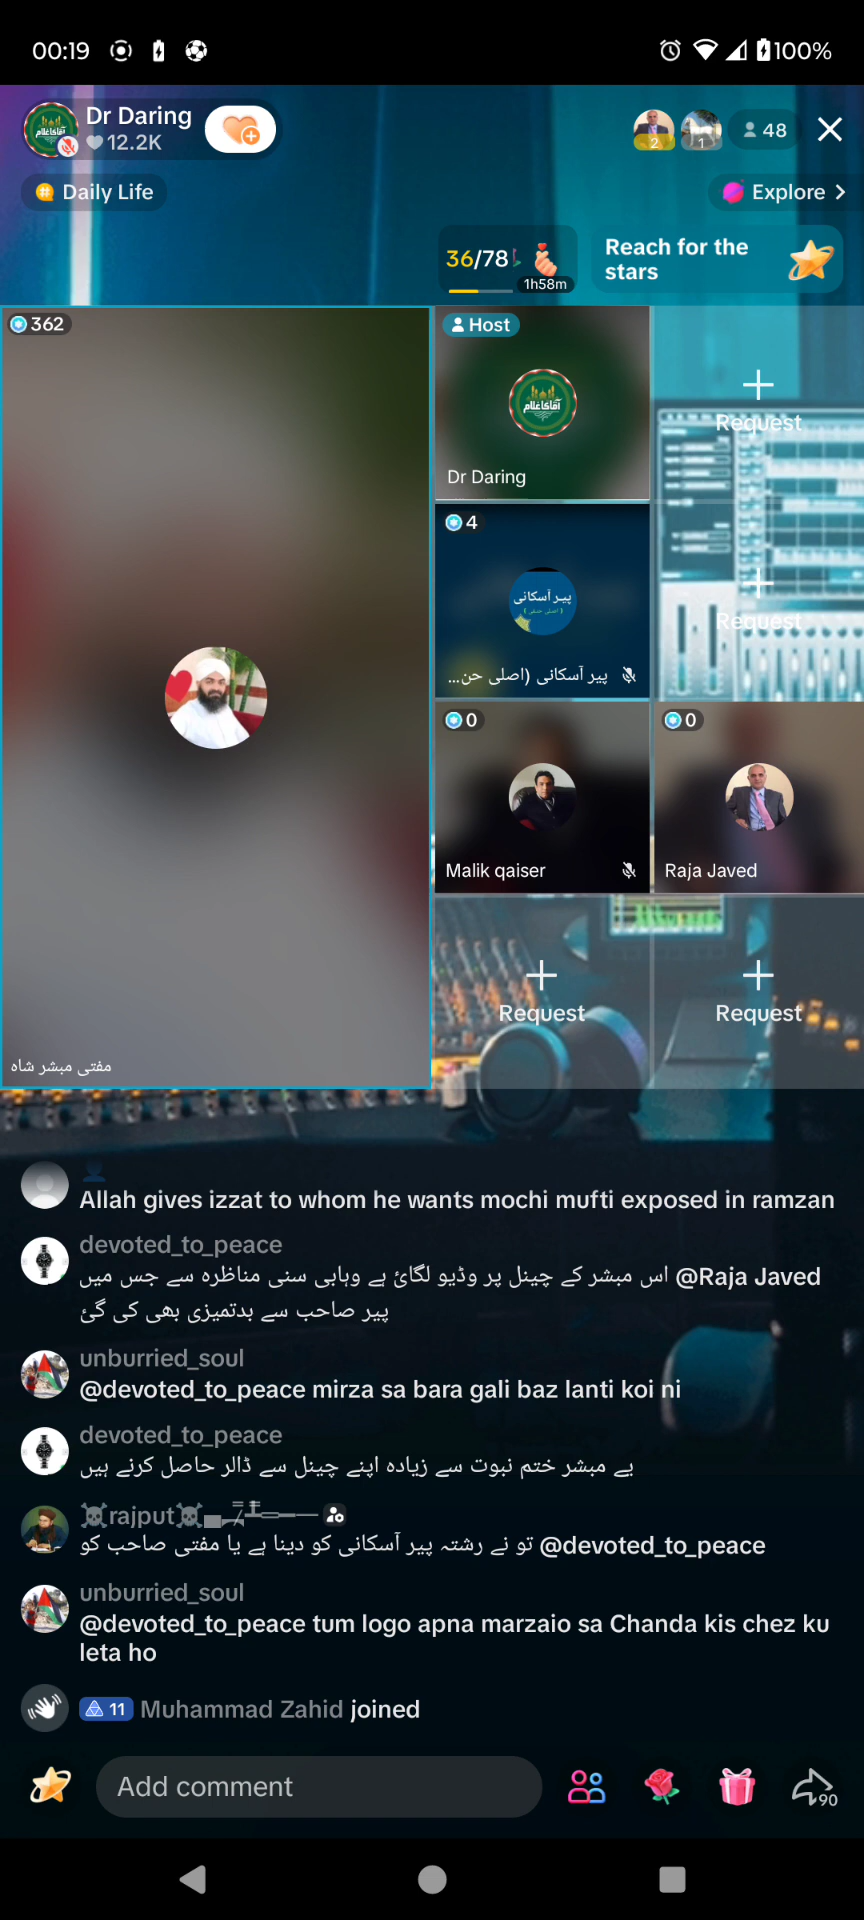 00:19
100%
Dr Daring
12.2K
2
1
48
Daily Life
Explore
36/78
1h58m
Reach for the
stars
362
Host
آقا کا غلام
Dr Daring
Request
4
پیر آسکانی
پیر آسکانی (اصلی حن...
Request
0
Malik qaiser
0
Raja Javed
Request
Request
مفتی مبشر شاہ
Allah gives izzat to whom he wants mochi mufti exposed in ramzan
devoted_to_peace
@Raja Javed اس مبشر کے چینل پر وڈیو لگائ ہے وہابی سنی مناظرہ سے جس میں
پیر صاحب سے بدتمیزی بھی کی گئ
unburried_soul
@devoted_to_peace mirza sa bara gali baz lanti koi ni
devoted_to_peace
یے مبشر ختم نبوت سے زیادہ اپنے چینل سے ڈالر حاصل کرنے ہیں
☠️rajput☠️
@devoted_to_peace تو نے رشتہ پیر آسکانی کو دینا ہے یا مفتی صاحب کو
unburried_soul
@devoted_to_peace tum logo apna marzaio sa Chanda kis chez ku
leta ho
11 Muhammad Zahid joined
Add comment
90